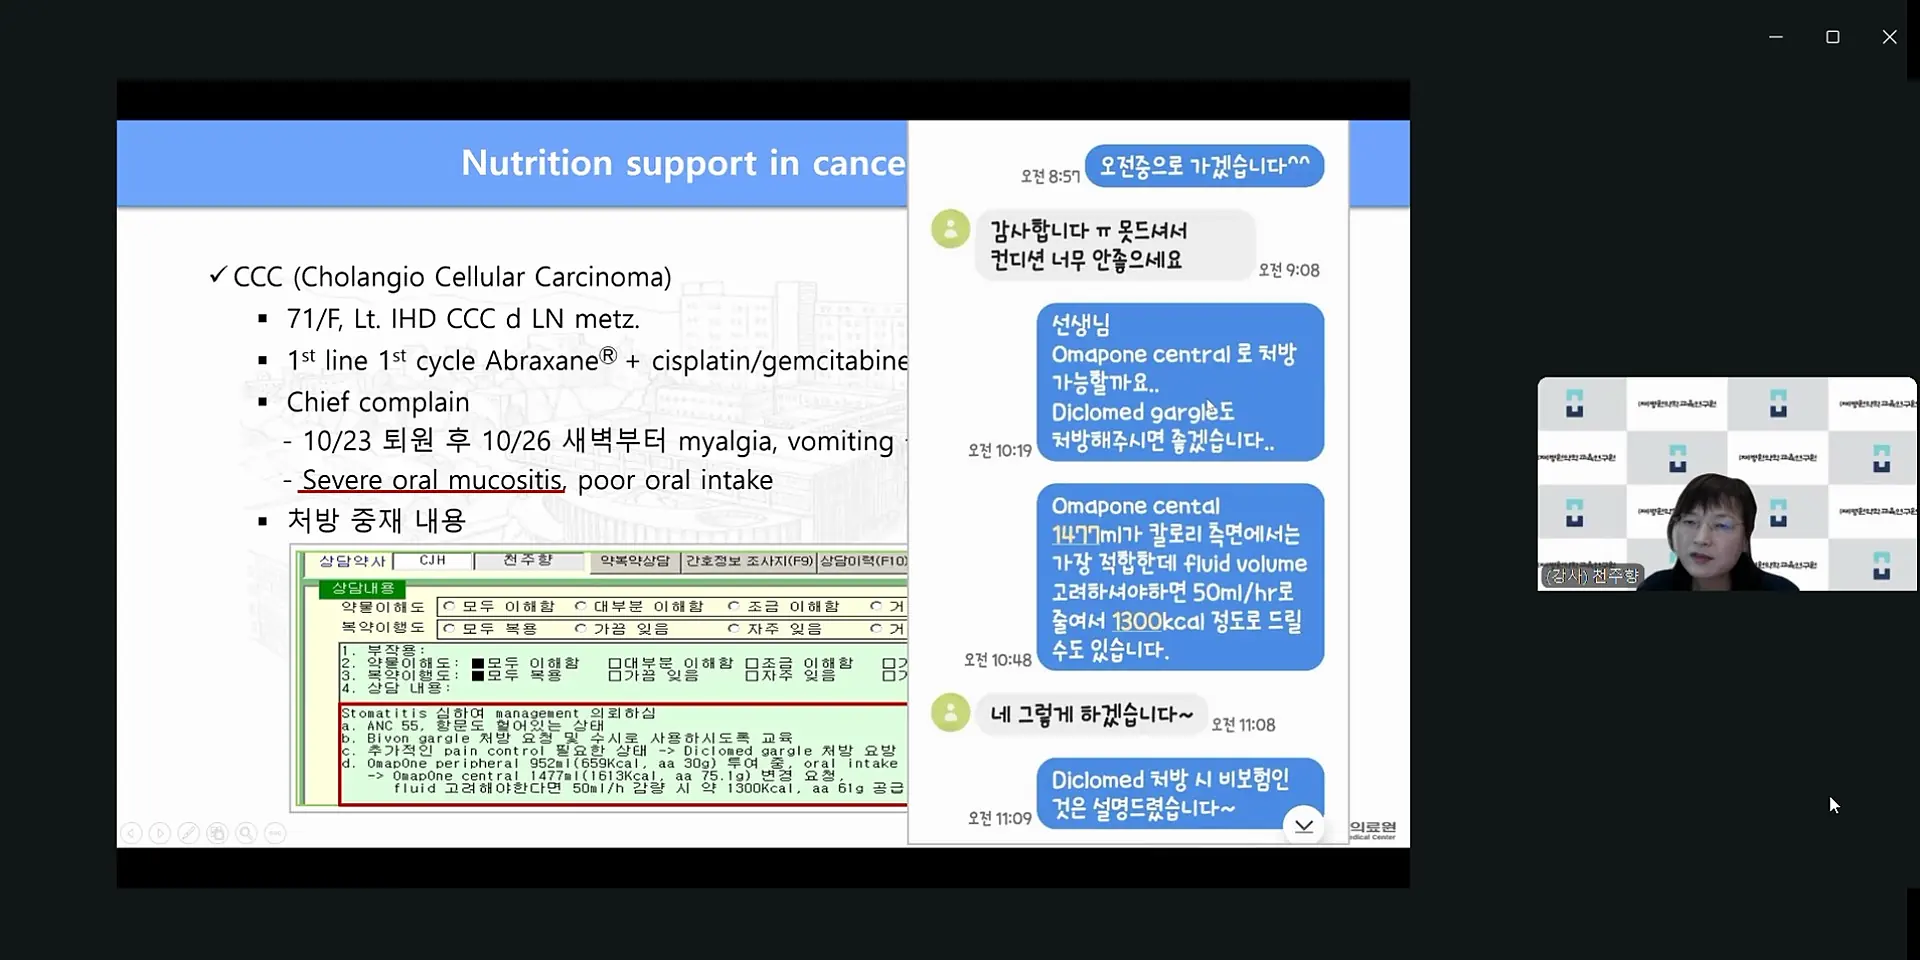 Nutrition support in cance
✓ CCC (Cholangio Cellular Carcinoma)
▪ 71/F, Lt. IHD CCC d LN metz.
▪ 1st line 1st cycle Abraxane® + cisplatin/gemcitabine
▪ Chief complain
- 10/23 퇴원 후 10/26 새벽부터 myalgia, vomiting
- Severe oral mucositis, poor oral intake
▪ 처방 중재 내용
상담약사 CJH 천주향 약복약상담 간호정보 조사지(F9) 상담이력(F10)
상담내용
약물이해도 모두 이해함 대부분 이해함 조금 이해함 거
복약이행도 모두 복용 가끔 잊음 자주 잊음 거
1. 부작용:
2. 약물이해도: ■모두 이해함 □대부분 이해함 □조금 이해함
3. 복약이행도: ■모두 복용 □가끔 잊음 □자주 잊음
4. 상담 내용:
Stomatitis 심하여 management 의뢰하심
a. ANC 55, 항문도 헐어있는 상태
b. Bivon gargle 처방 요청 및 수시로 사용하시도록 교육
c. 추가적인 pain control 필요한 상태 -> Diclomed gargle 처방 요방
d. OmapOne peripheral 952ml(659Kcal, aa 30g) 투여 중, oral intake
-> OmapOne central 1477ml(1613Kcal, aa 75.1g) 변경 요청,
fluid 고려해야한다면 50ml/h 감량 시 약 1300Kcal, aa 61g 공급
오전 8:57 오전중으로 가겠습니다^^
감사합니다 ㅠ 못드셔서
컨디션 너무 안좋으세요
오전 9:08
선생님
Omapone central 로 처방
가능할까요..
Diclomed gargle도
처방해주시면 좋겠습니다..
오전 10:19
Omapone cental
1477ml가 칼로리 측면에서는
가장 적합한데 fluid volume
고려하셔야하면 50ml/hr로
줄여서 1300kcal 정도로 드릴
수도 있습니다.
오전 10:48
네 그렇게 하겠습니다~ 오전 11:08
Diclomed 처방 시 비보험인
것은 설명드렸습니다~
오전 11:09
의료원
edical Center
(강사) 천주향